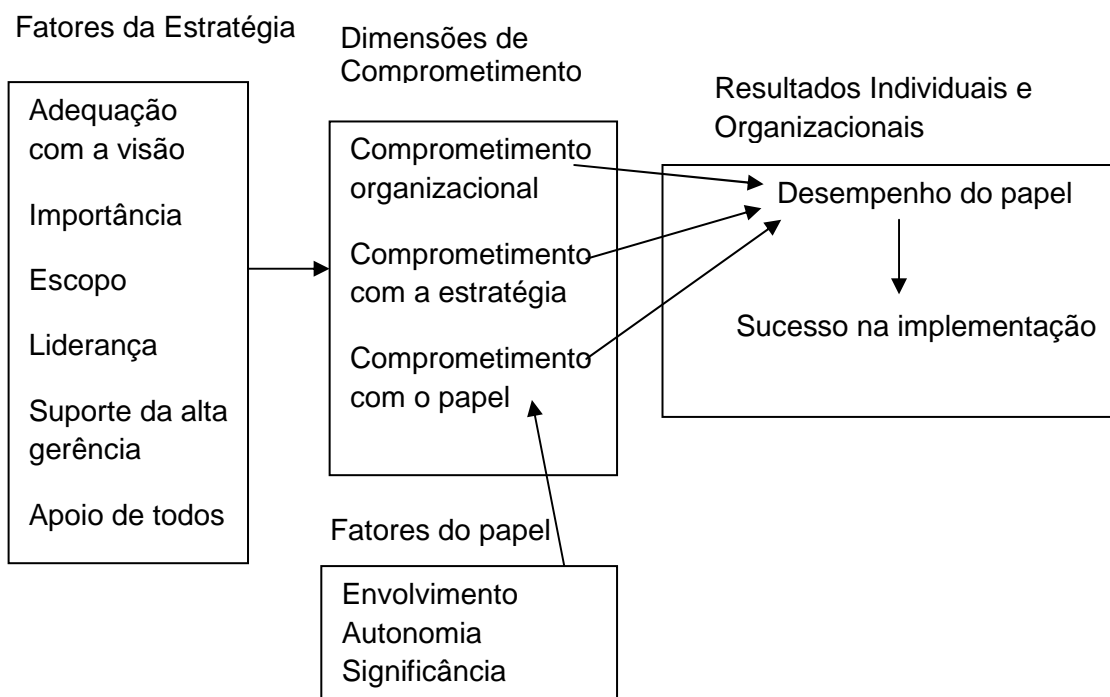 Fatores da Estratégia
Adequação
com a visão
Importância
Escopo
Liderança
Suporte da alta
gerência
Apoio de todos
Dimensões de
Comprometimento
Comprometimento
organizacional
Comprometimento
com a estratégia
Comprometimento
com o papel
Fatores do papel
Envolvimento
Autonomia
Significância
Resultados Individuais e
Organizacionais
Desempenho do papel
Sucesso na implementação